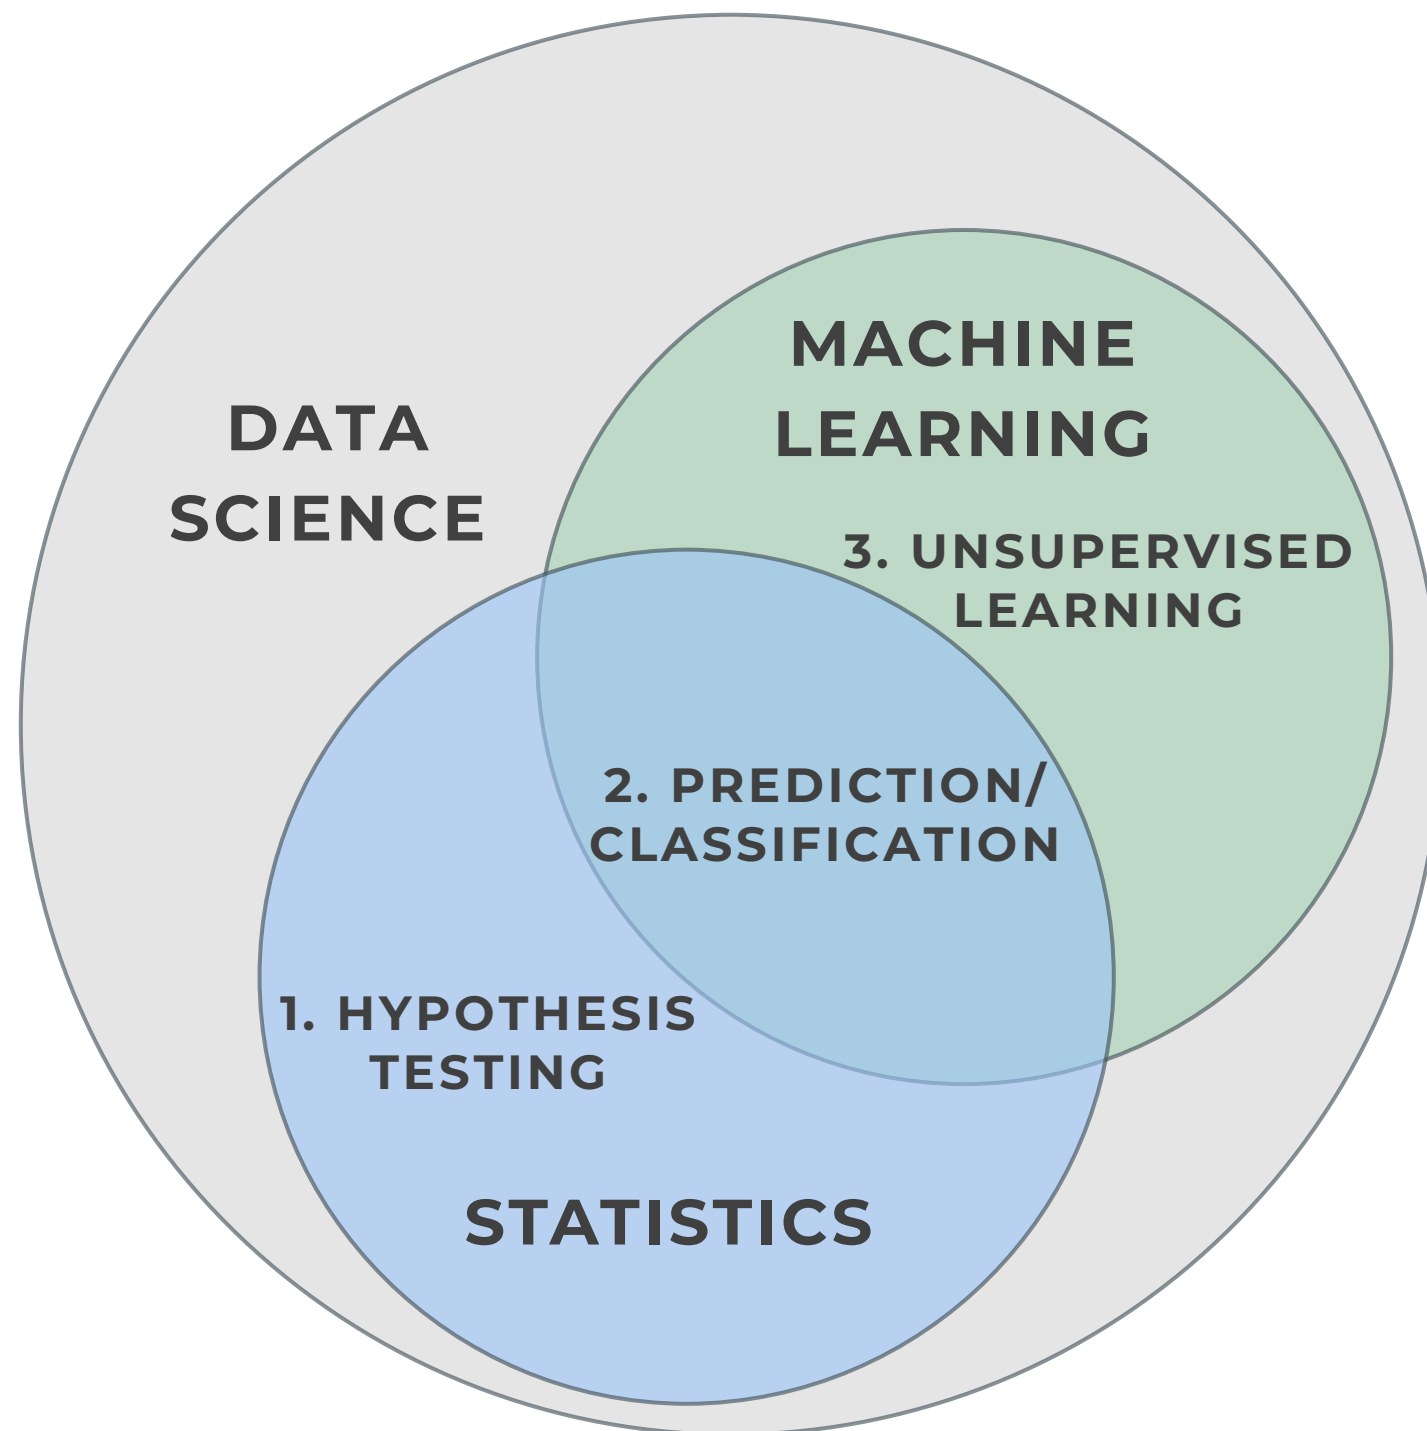 MACHINE
LEARNING
DATA
SCIENCE
3. UNSUPERVISED
LEARNING
2. PREDICTION/
CLASSIFICATION
1. HYPOTHESIS
TESTING
STATISTICS